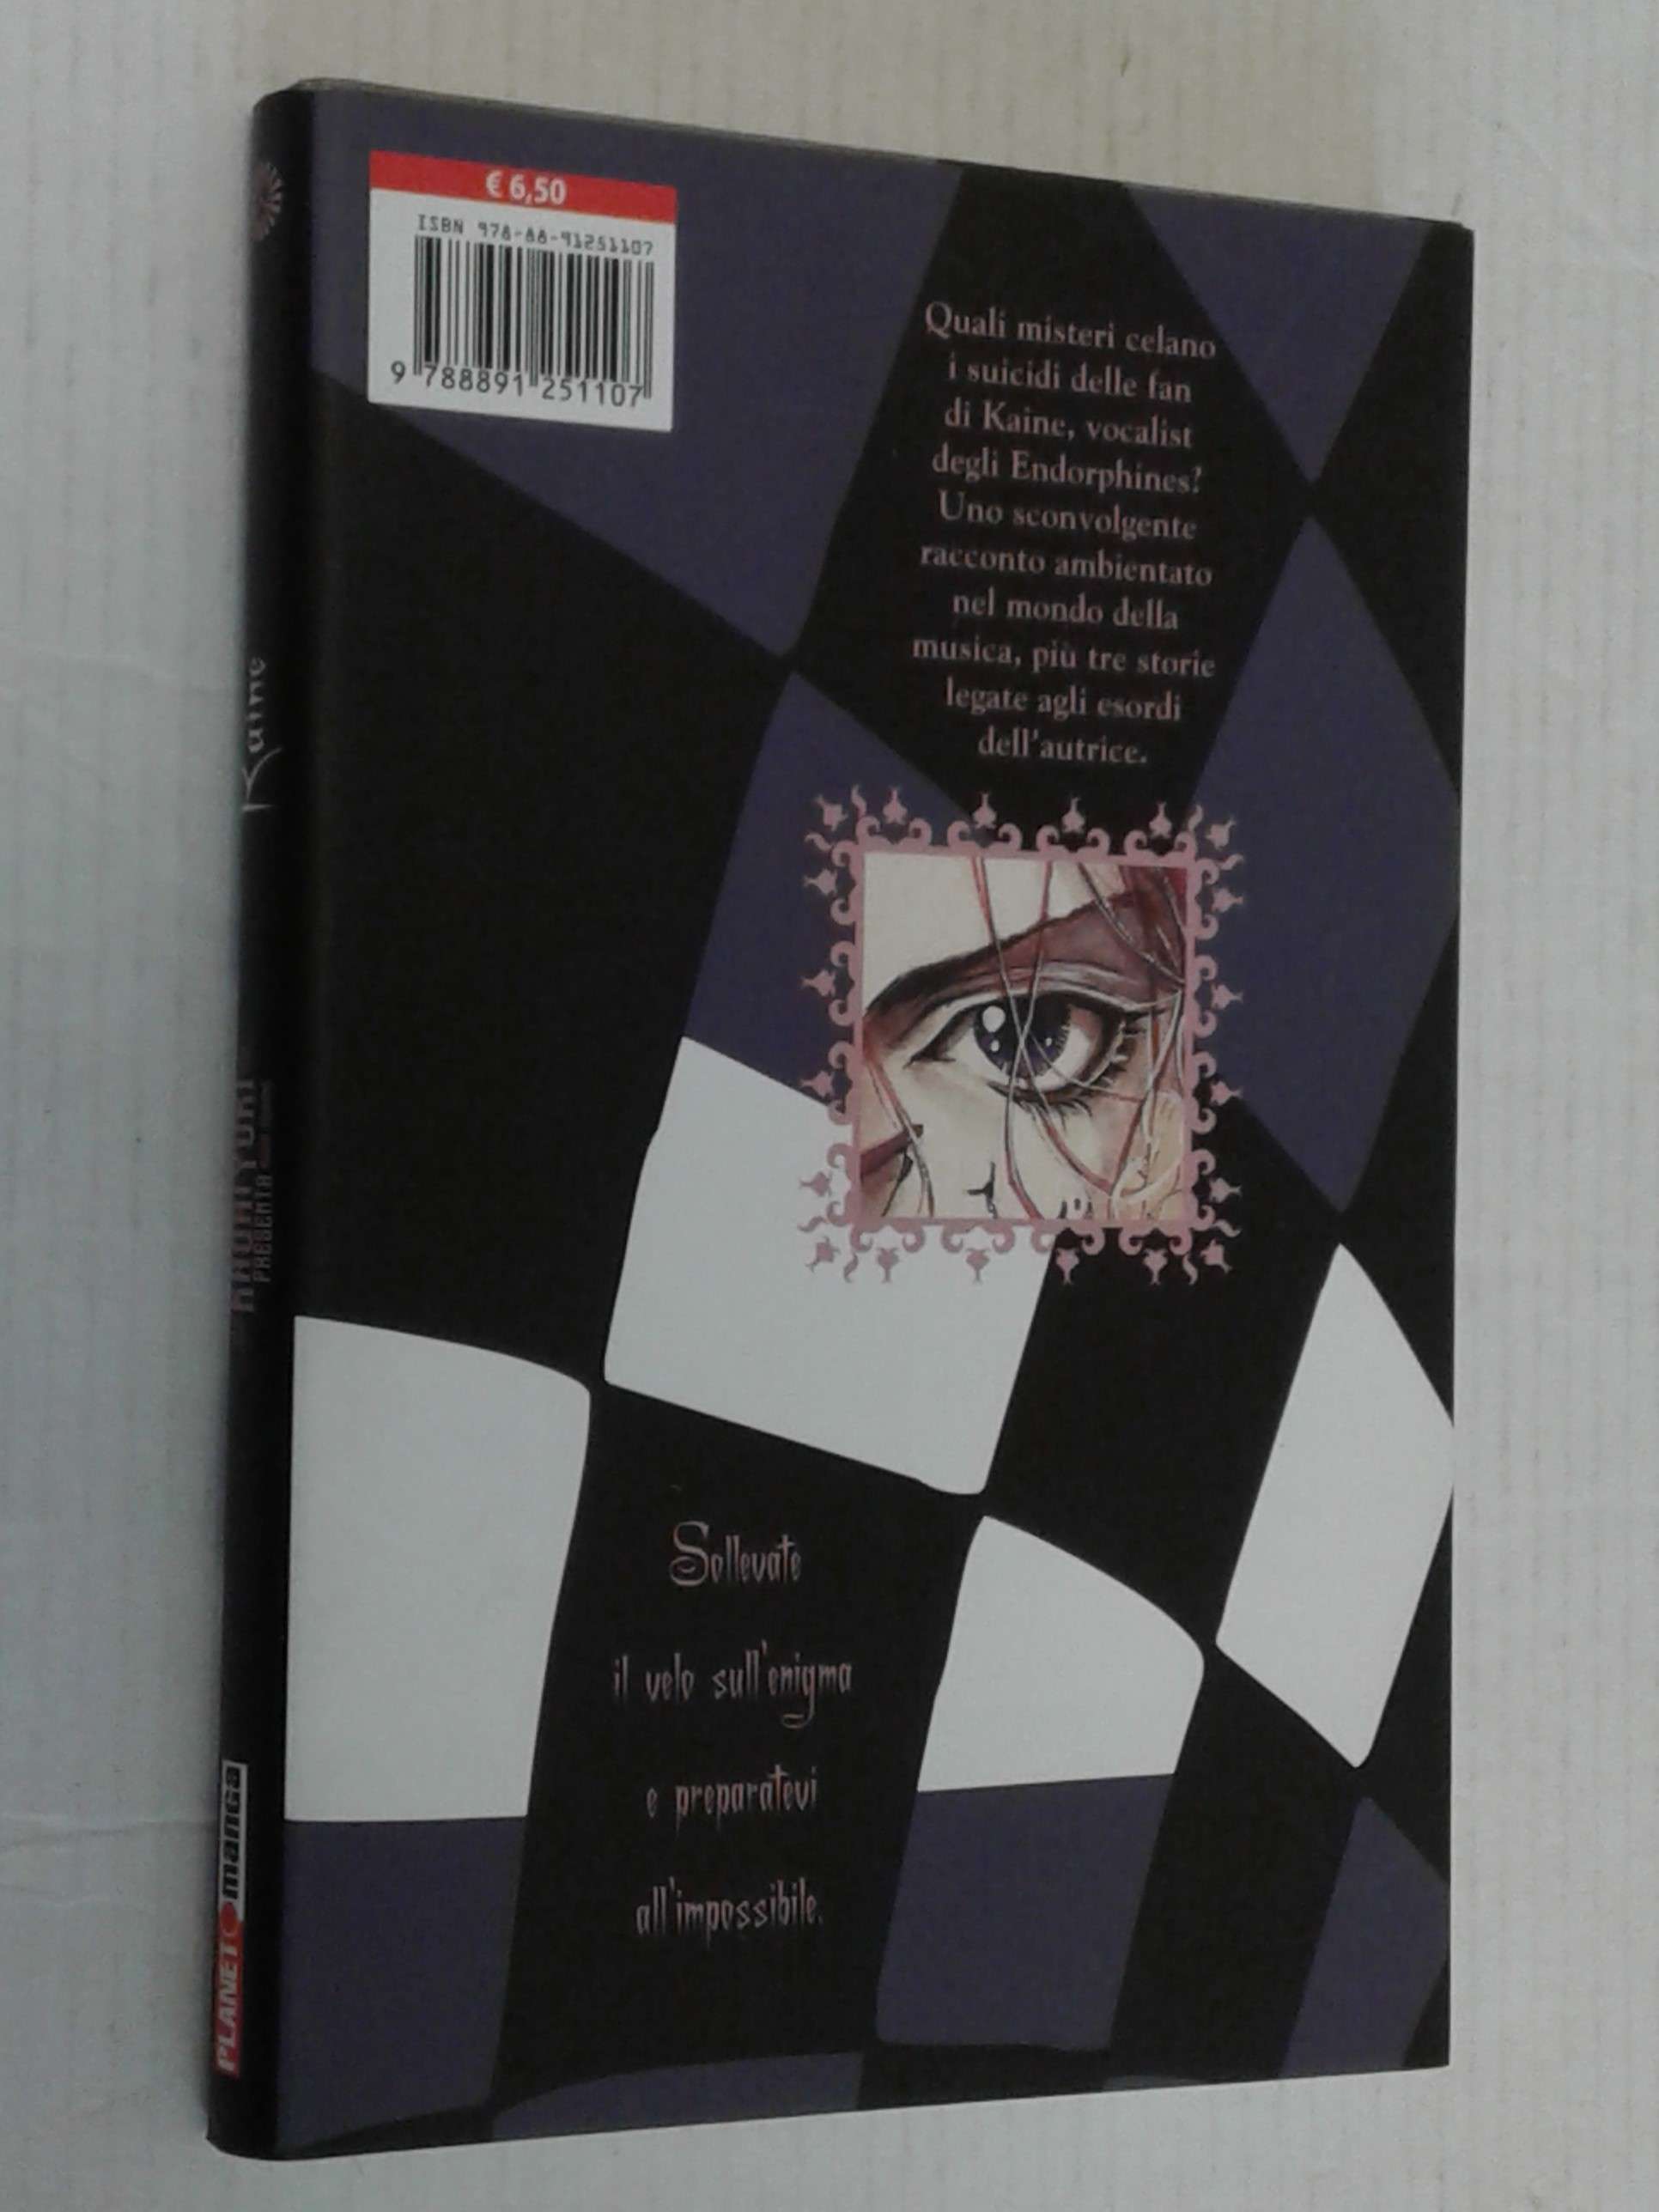 € 6,50
ISBN 978-88-91251107
9 788891 251107
Quali misteri celano
i suicidi delle fan
di Kaine, vocalist
degli Endorphines?
Uno sconvolgente
racconto ambientato
nel mondo della
musica, più tre storie
legate agli esordi
dell'autrice.
Sollevate
il velo sull'enigma
e preparatevi
all'impossibile.
Kaine
PRESENTA
PLANET manga